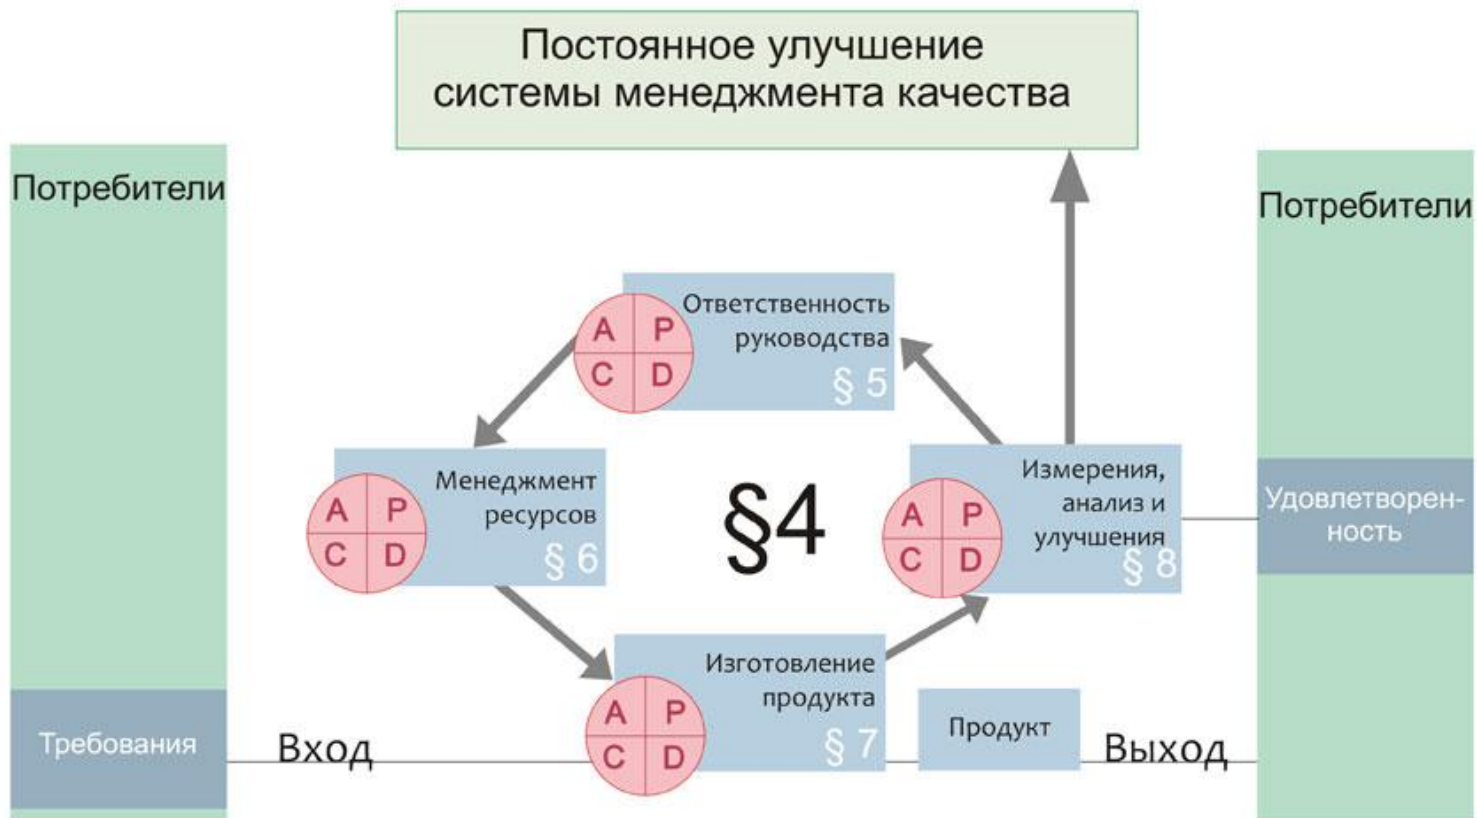 Постоянное улучшение
системы менеджмента качества
Потребители
Потребители
Ответственность
руководства
§ 5
A P
C D
Менеджмент
ресурсов
§ 6
A P
C D
§4
Измерения,
анализ и
улучшения
§ 8
A P
C D
Удовлетворен-
ность
Изготовление
продукта
§ 7
A P
C D
Требования
Вход
Продукт
Выход